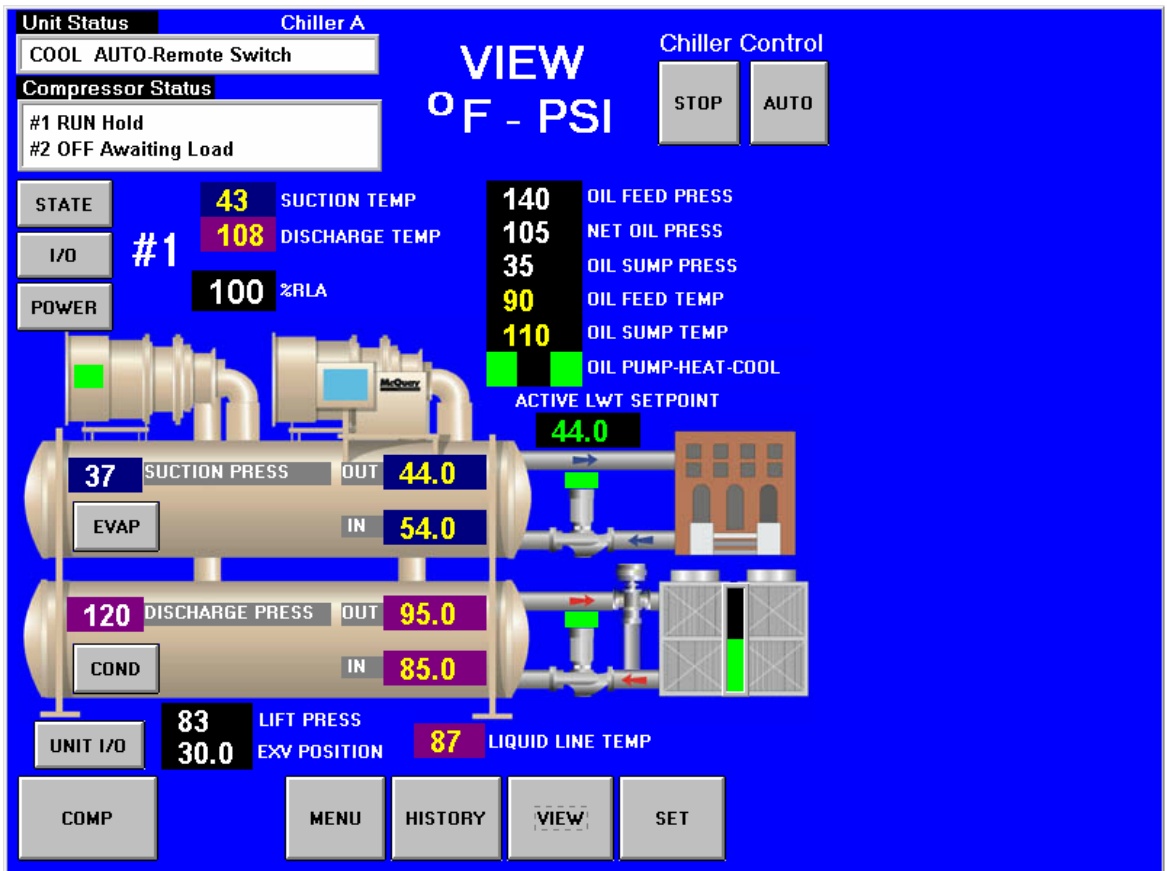 Unit Status
Chiller A
COOL  AUTO-Remote Switch
Compressor Status
#1 RUN Hold
#2 OFF Awaiting Load
VIEW
°F - PSI
Chiller Control
STOP
AUTO
STATE
I/O
POWER
#1
43 SUCTION TEMP
108 DISCHARGE TEMP
100 %RLA
140 OIL FEED PRESS
105 NET OIL PRESS
35 OIL SUMP PRESS
90 OIL FEED TEMP
110 OIL SUMP TEMP
OIL PUMP-HEAT-COOL
ACTIVE LWT SETPOINT
44.0
McQuay
37 SUCTION PRESS OUT 44.0
EVAP IN 54.0
120 DISCHARGE PRESS OUT 95.0
COND IN 85.0
UNIT I/O
83 LIFT PRESS
30.0 EXV POSITION
87 LIQUID LINE TEMP
COMP
MENU
HISTORY
VIEW
SET